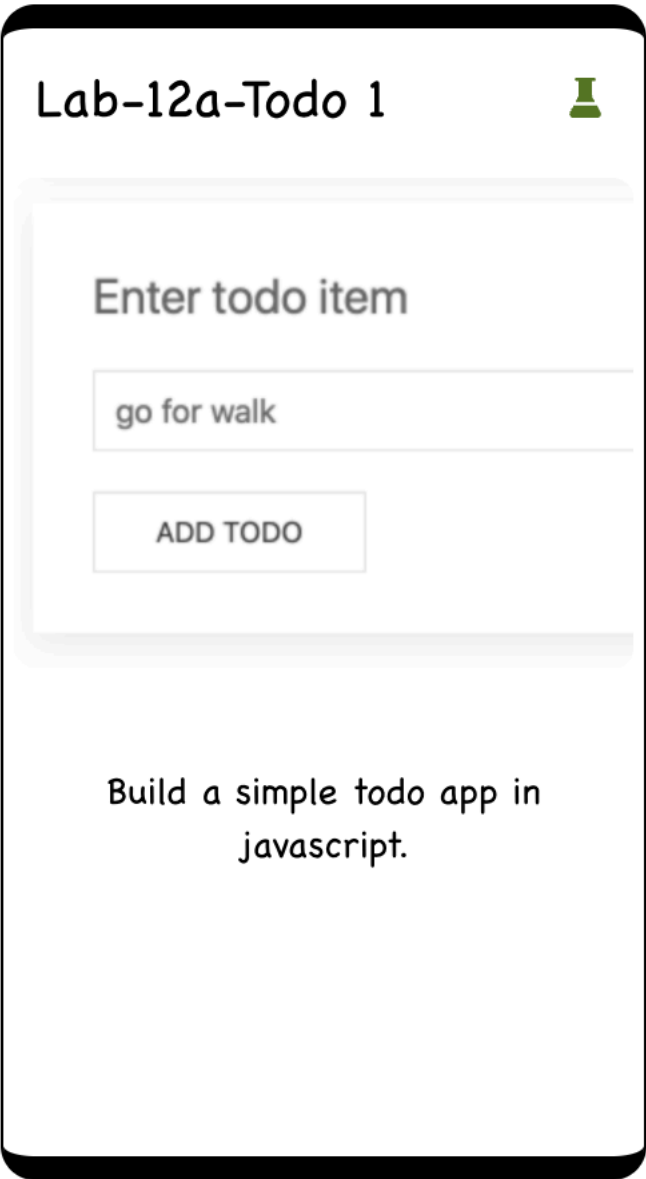 Lab-12a-Todo 1
Enter todo item
go for walk
ADD TODO
Build a simple todo app in
javascript.